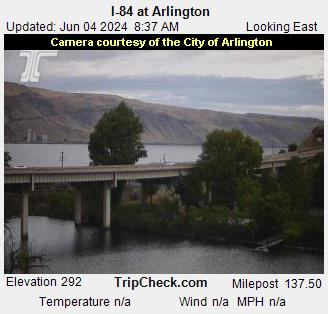 I-84 at Arlington
Updated: Jun 04 2024 8:37 AM Looking East
Camera courtesy of the City of Arlington
Elevation 292 TripCheck.com Milepost 137.50
Temperature n/a Wind n/a MPH n/a